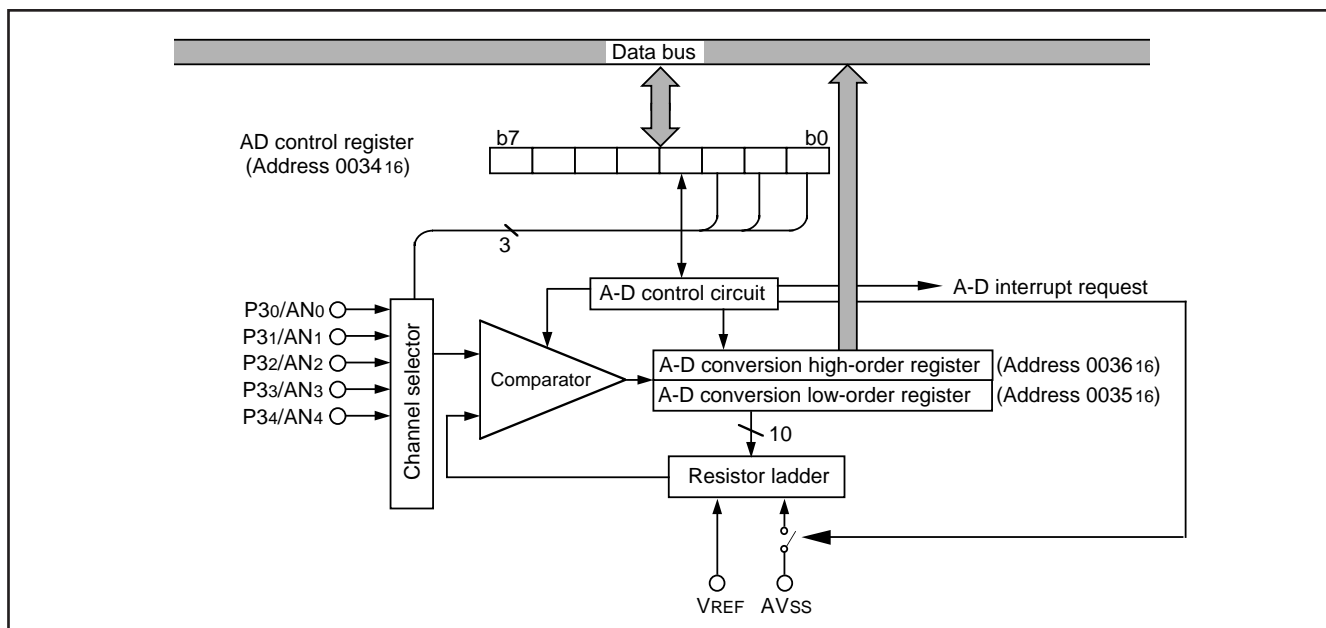 Data bus
AD control register
(Address 003416)
b7
b0
3
A-D control circuit
A-D interrupt request
P30/AN0
P31/AN1
P32/AN2
P33/AN3
P34/AN4
Channel selector
Comparator
A-D conversion high-order register
(Address 003616)
A-D conversion low-order register
(Address 003516)
10
Resistor ladder
VREF
AVSS